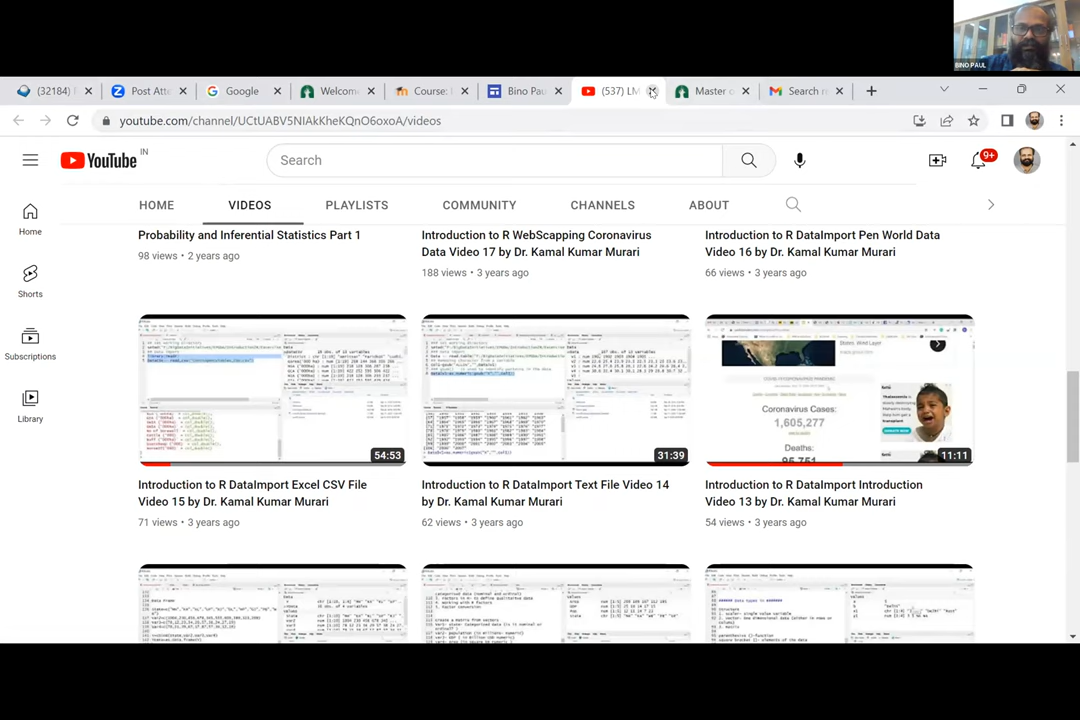 BINO PAUL
(32184)
Post Atte
Google
Welcome
Course:
Bino Pau
(537) LM
Master o
Search r
youtube.com/channel/UCtUABV5NIAkKheKQnO6oxoA/videos
YouTube IN
Search
9+
HOME
VIDEOS
PLAYLISTS
COMMUNITY
CHANNELS
ABOUT
Home
Shorts
Subscriptions
Library
Probability and Inferential Statistics Part 1
98 views • 2 years ago
Introduction to R WebScapping Coronavirus
Data Video 17 by Dr. Kamal Kumar Murari
188 views • 3 years ago
Introduction to R DataImport Pen World Data
Video 16 by Dr. Kamal Kumar Murari
66 views • 3 years ago
54:53
31:39
Coronavirus Cases:
1,605,277
Deaths:
95,751
11:11
Introduction to R DataImport Excel CSV File
Video 15 by Dr. Kamal Kumar Murari
71 views • 3 years ago
Introduction to R DataImport Text File Video 14
by Dr. Kamal Kumar Murari
62 views • 3 years ago
Introduction to R DataImport Introduction
Video 13 by Dr. Kamal Kumar Murari
54 views • 3 years ago